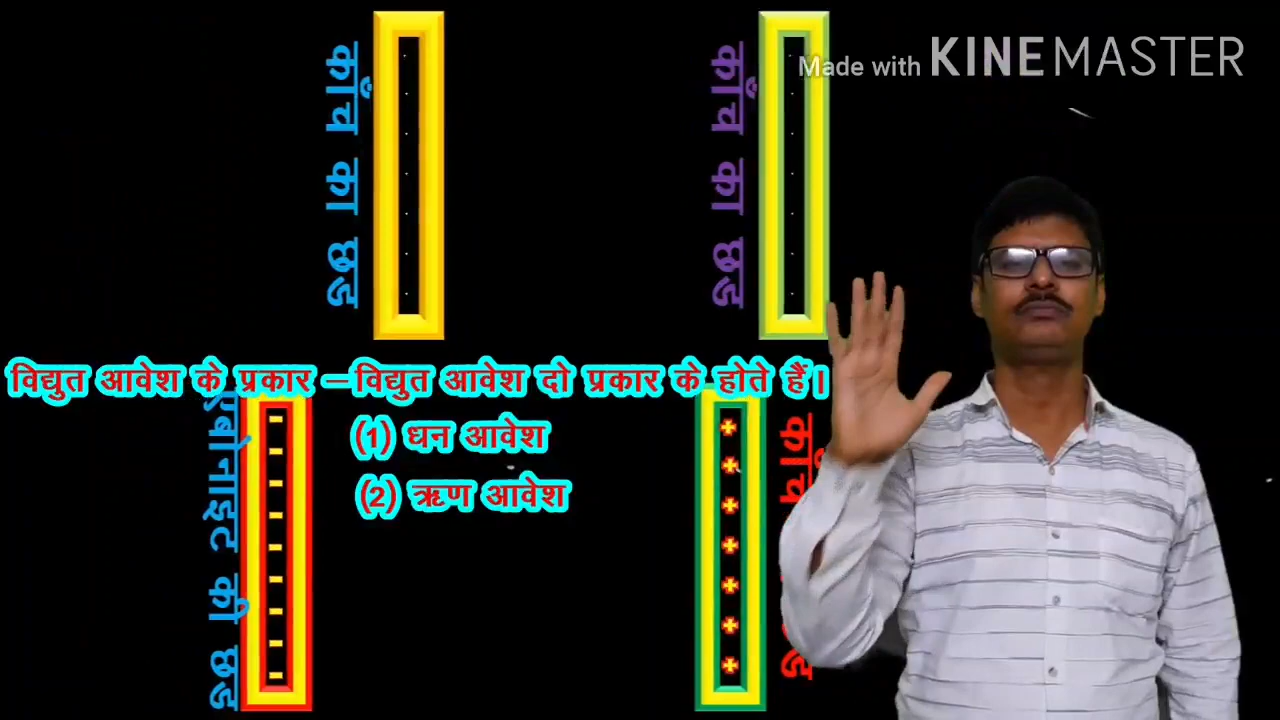 Made with KINEMASTER
काँच का छड
काँच का छड
विद्युत आवेश के प्रकार – विद्युत आवेश दो प्रकार के होते हैं।
(1) धन आवेश
(2) ऋण आवेश
एबोनाइट की छड
काँच